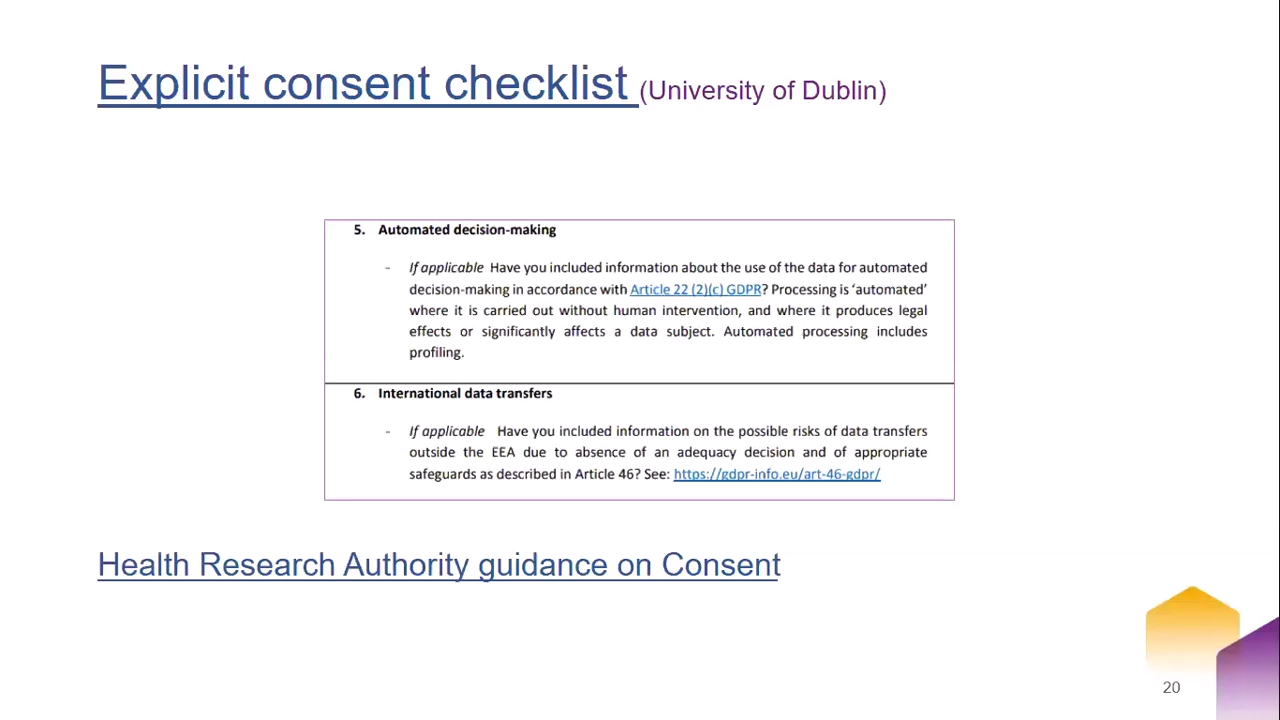 Explicit consent checklist (University of Dublin)
5. Automated decision-making
- If applicable Have you included information about the use of the data for automated
decision-making in accordance with Article 22 (2)(c) GDPR? Processing is ‘automated’
where it is carried out without human intervention, and where it produces legal
effects or significantly affects a data subject. Automated processing includes
profiling.
6. International data transfers
- If applicable Have you included information on the possible risks of data transfers
outside the EEA due to absence of an adequacy decision and of appropriate
safeguards as described in Article 46? See: https://gdpr-info.eu/art-46-gdpr/
Health Research Authority guidance on Consent
20